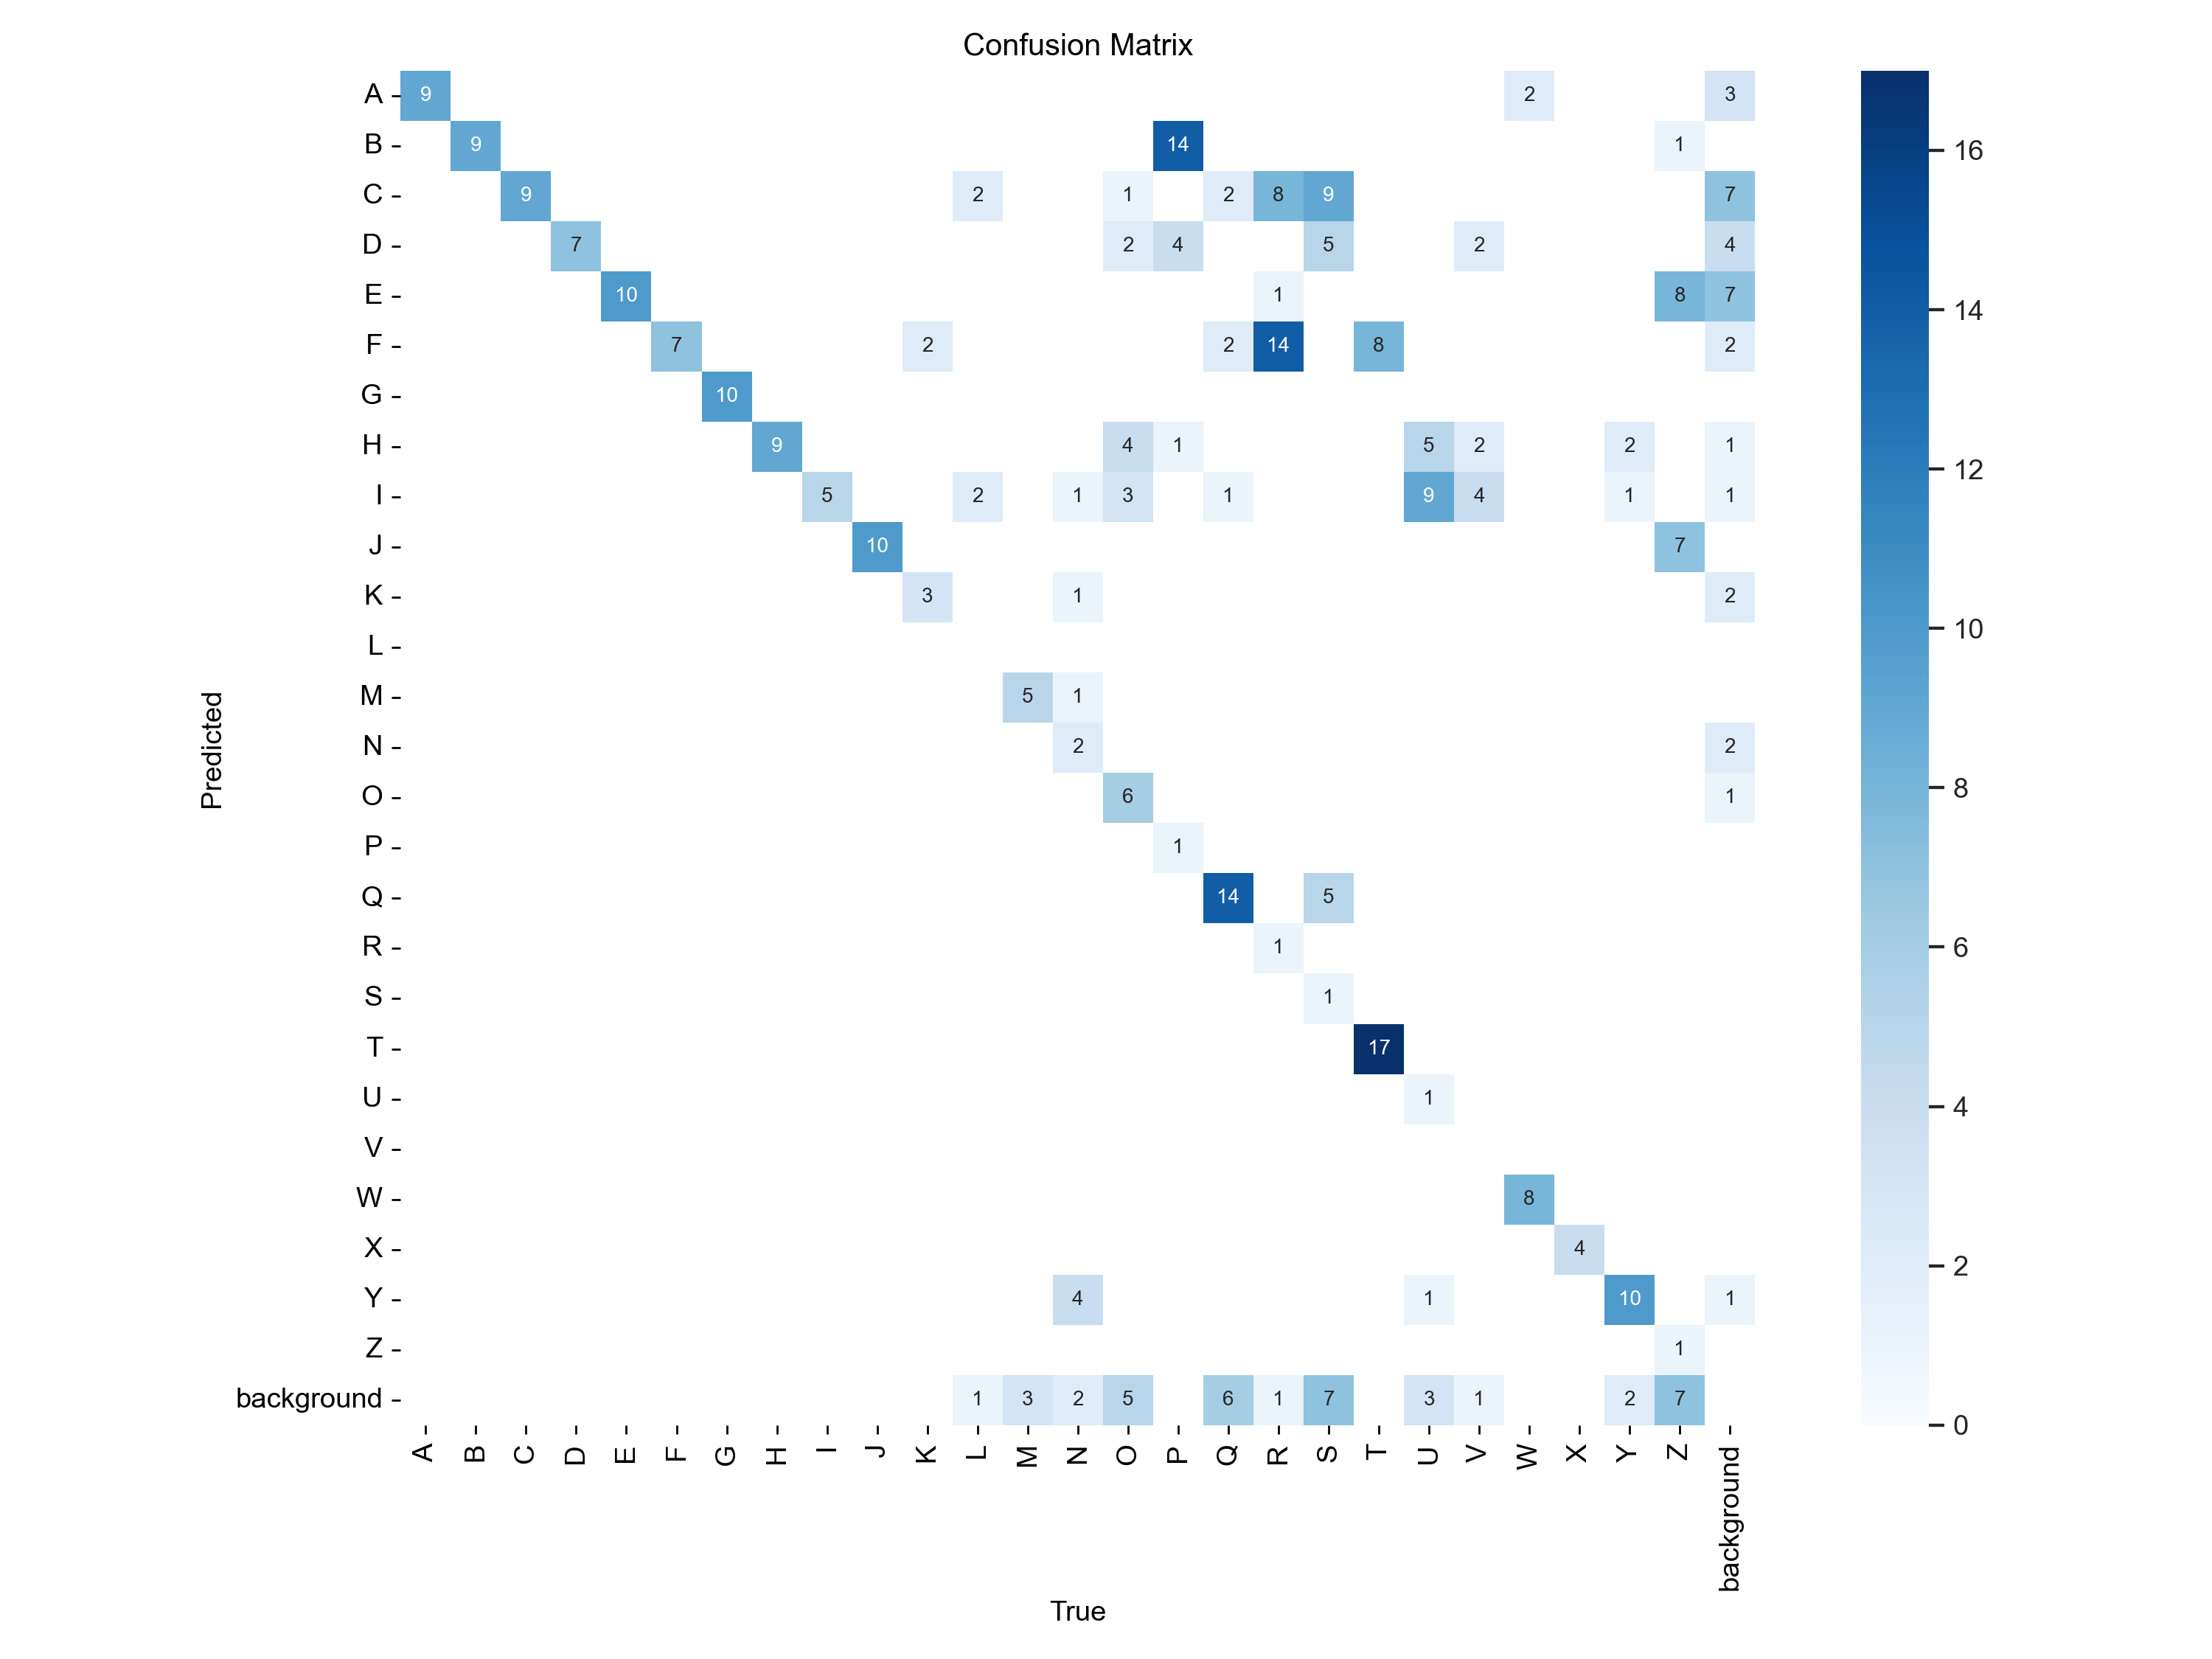 Confusion Matrix
A 9 2 3
B 9 14 1
C 9 2 1 2 8 9 7
D 7 2 4 5 2 4
E 10 1 8 7
F 7 2 2 14 8 2
G 10
H 9 4 1 5 2 2 1
I 5 2 1 3 1 9 4 1 1
J 10 7
K 3 1 2
L
M 5 1
N 2 2
O 6 1
P 1
Q 14 5
R 1
S 1
T 17
U 1
V
W 8
X 4
Y 4 1 10 1
Z 1
background 1 3 2 5 6 1 7 3 1 2 7
A B C D E F G H I J K L M N O P Q R S T U V W X Y Z background
True
Predicted
16
14
12
10
8
6
4
2
0